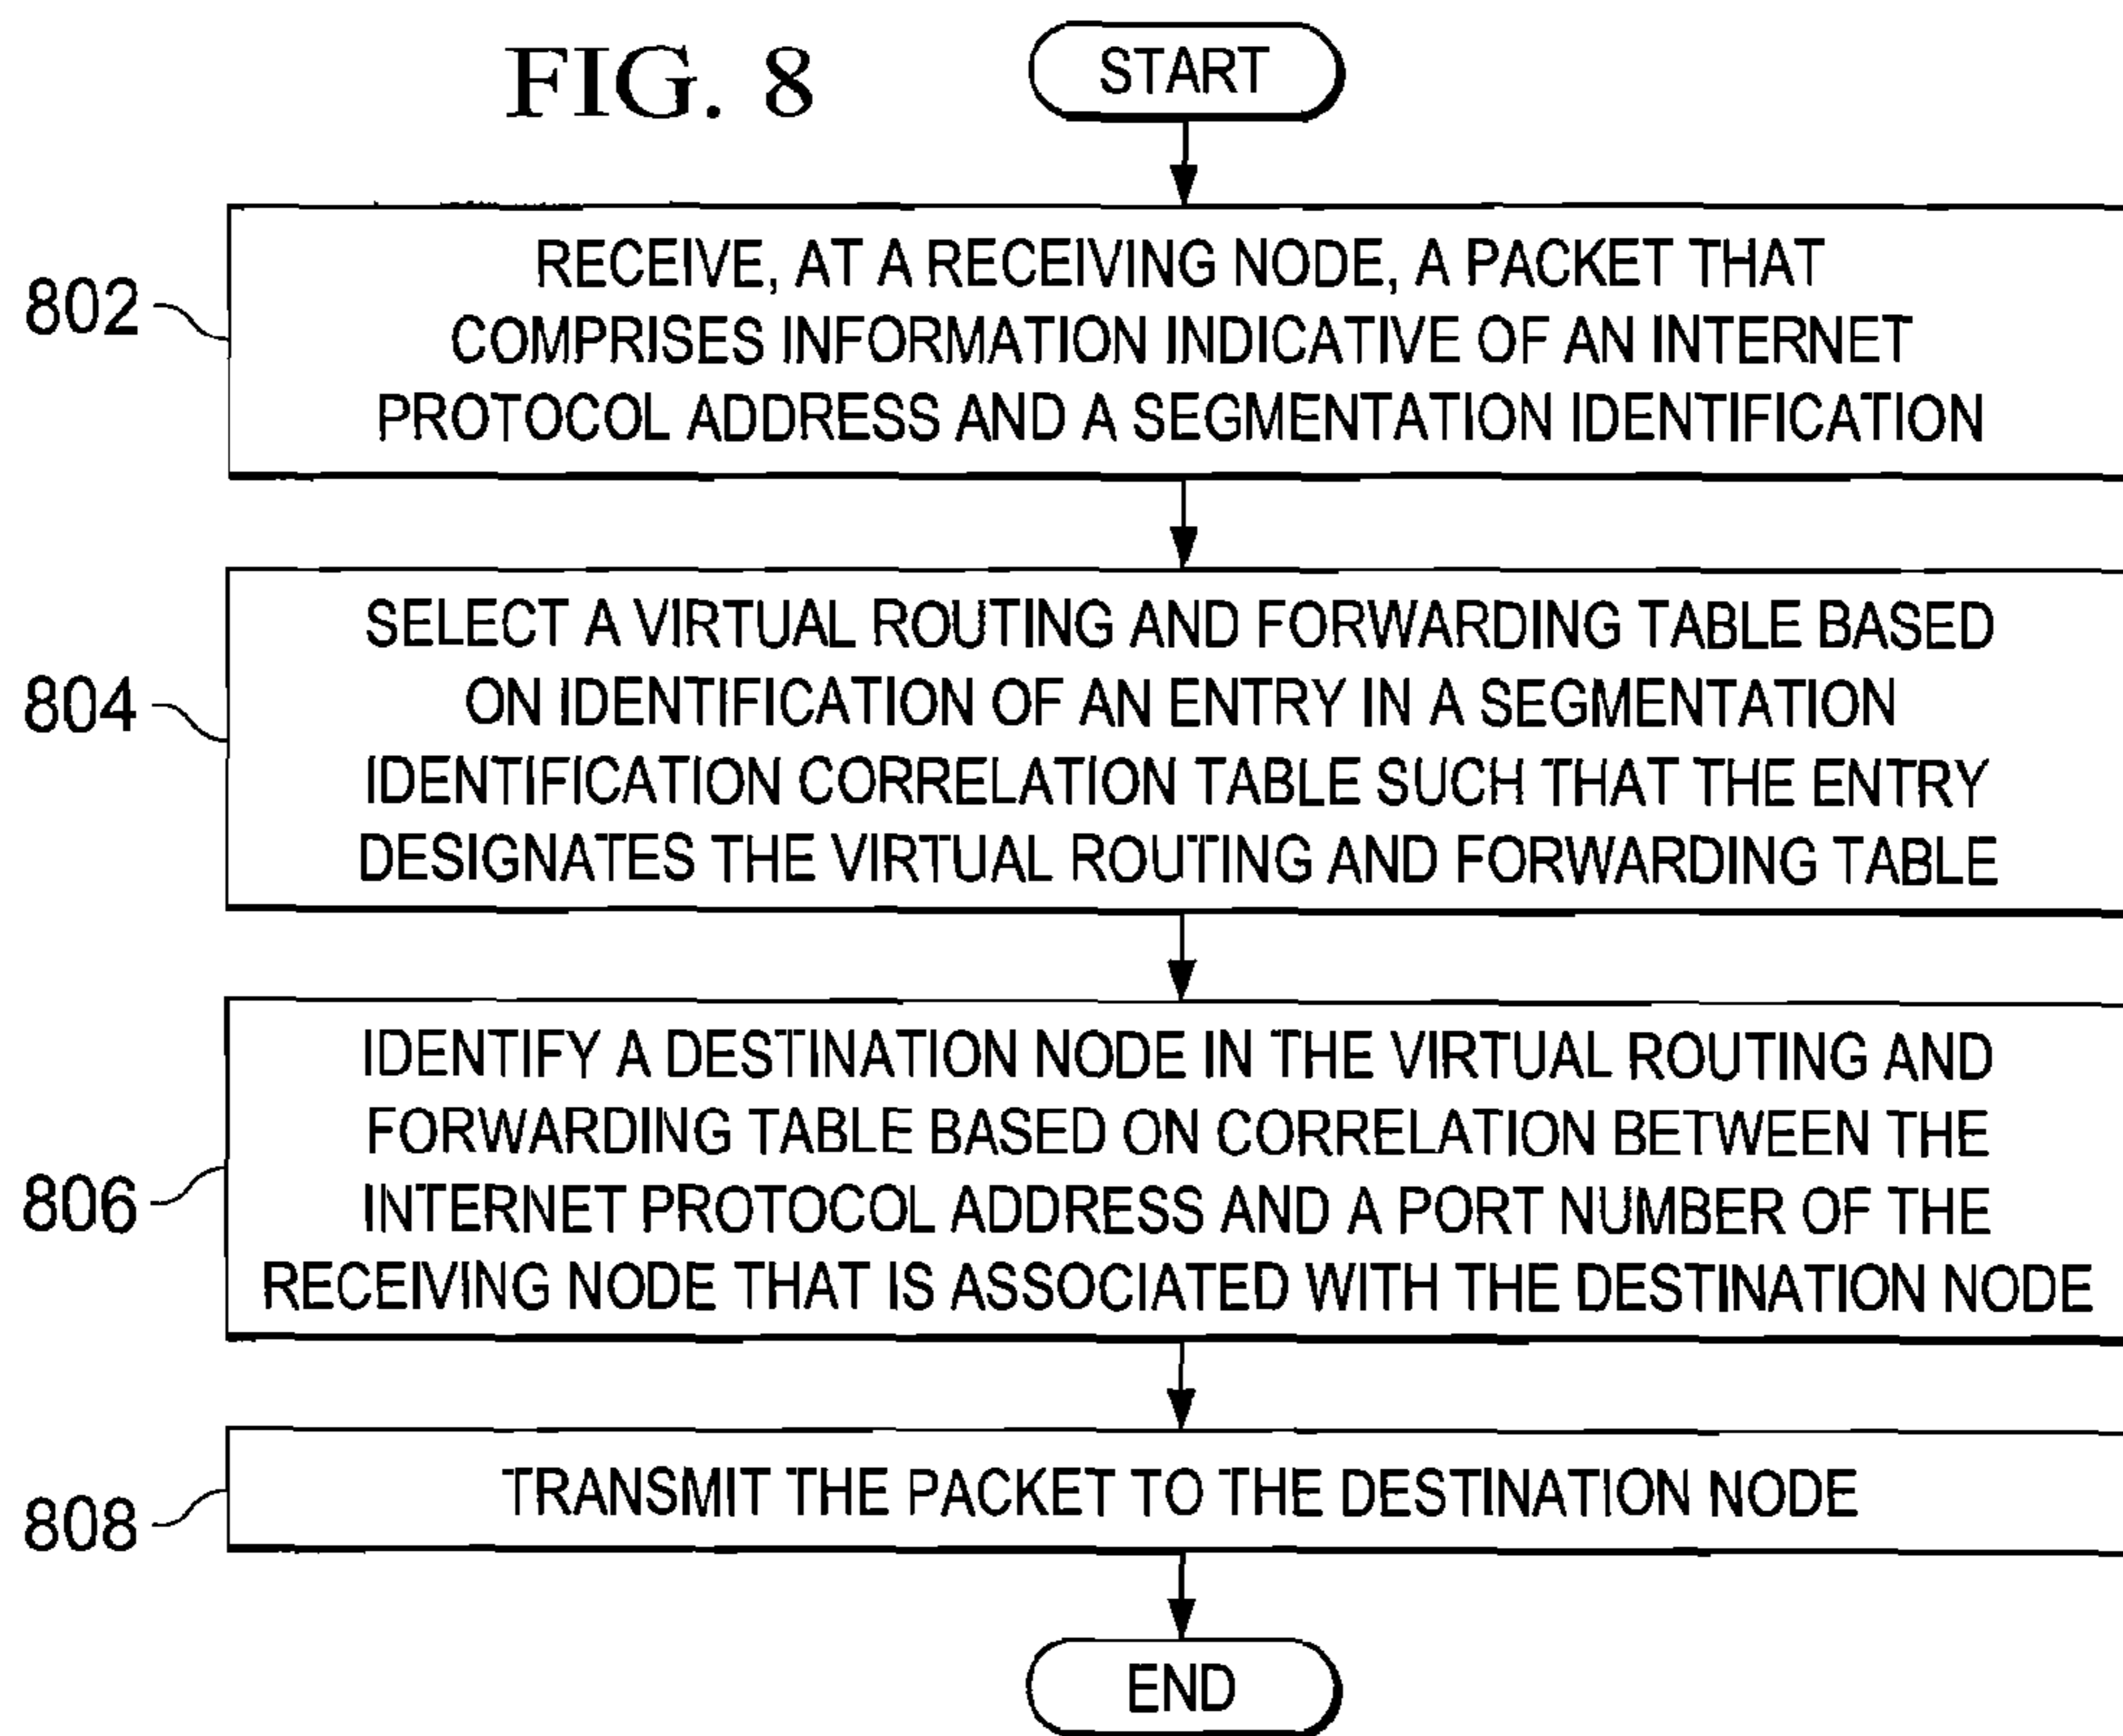 FIG. 8
START
802
RECEIVE, AT A RECEIVING NODE, A PACKET THAT
COMPRISES INFORMATION INDICATIVE OF AN INTERNET
PROTOCOL ADDRESS AND A SEGMENTATION IDENTIFICATION
804
SELECT A VIRTUAL ROUTING AND FORWARDING TABLE BASED
ON IDENTIFICATION OF AN ENTRY IN A SEGMENTATION
IDENTIFICATION CORRELATION TABLE SUCH THAT THE ENTRY
DESIGNATES THE VIRTUAL ROUTING AND FORWARDING TABLE
806
IDENTIFY A DESTINATION NODE IN THE VIRTUAL ROUTING AND
FORWARDING TABLE BASED ON CORRELATION BETWEEN THE
INTERNET PROTOCOL ADDRESS AND A PORT NUMBER OF THE
RECEIVING NODE THAT IS ASSOCIATED WITH THE DESTINATION NODE
808
TRANSMIT THE PACKET TO THE DESTINATION NODE
END